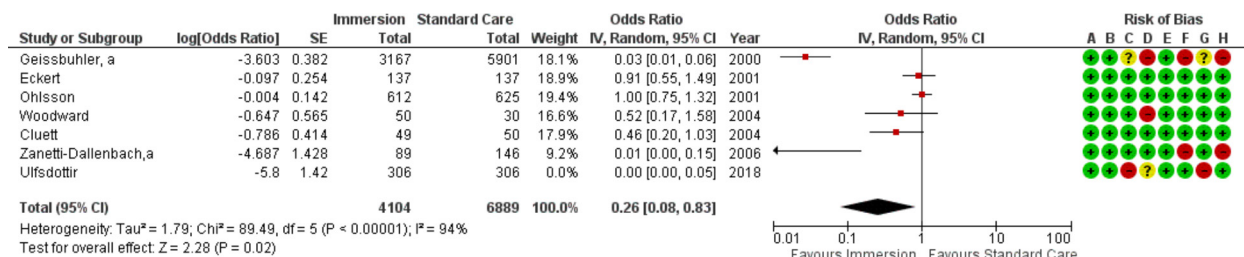 Immersion Standard Care Odds Ratio Odds Ratio Risk of Bias
Study or Subgroup log[Odds Ratio] SE Total Total Weight IV, Random, 95% CI Year IV, Random, 95% CI A B C D E F G H
Geissbuhler, a -3.603 0.382 3167 5901 18.1% 0.03 [0.01, 0.06] 2000 + + ? - + - ? -
Eckert -0.097 0.254 137 137 18.9% 0.91 [0.55, 1.49] 2001 + + + + + + + +
Ohlsson -0.004 0.142 612 625 19.4% 1.00 [0.75, 1.32] 2001 + + + + + + + +
Woodward -0.647 0.565 50 30 16.6% 0.52 [0.17, 1.58] 2004 + + + - + + + +
Cluett -0.786 0.414 49 50 17.9% 0.46 [0.20, 1.03] 2004 + + + + + + + +
Zanetti-Dallenbach,a -4.687 1.428 89 146 9.2% 0.01 [0.00, 0.15] 2006 + + + + + - + -
Ulfsdottir -5.8 1.42 306 306 0.0% 0.00 [0.00, 0.05] 2018 + + - ? + + - +
Total (95% CI) 4104 6889 100.0% 0.26 [0.08, 0.83]
Heterogeneity: Tau² = 1.79; Chi² = 89.49, df = 5 (P < 0.00001); I² = 94%
Test for overall effect: Z = 2.28 (P = 0.02)
0.01 0.1 1 10 100
Favours Immersion Favours Standard Care